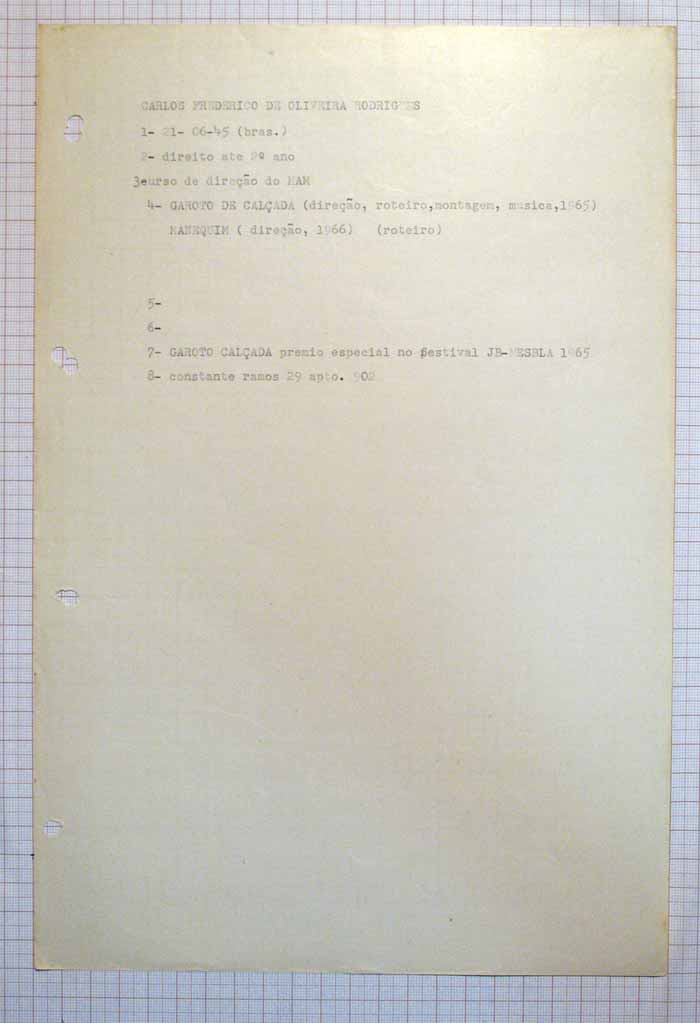 CARLOS FREDERICO DE OLIVEIRA RODRIGUES
1- 21- 06-45 (bras.)
2- direito ate 2º ano
3curso de direção do MAM
4- GAROTO DE CALÇADA (direção, roteiro,montagem, musica,1965)
MANEQUIM ( direção, 1966) (roteiro)
5-
6-
7- GAROTO CALÇADA premio especial no festival JB-MESBLA 1965
8- constante ramos 29 apto. 902